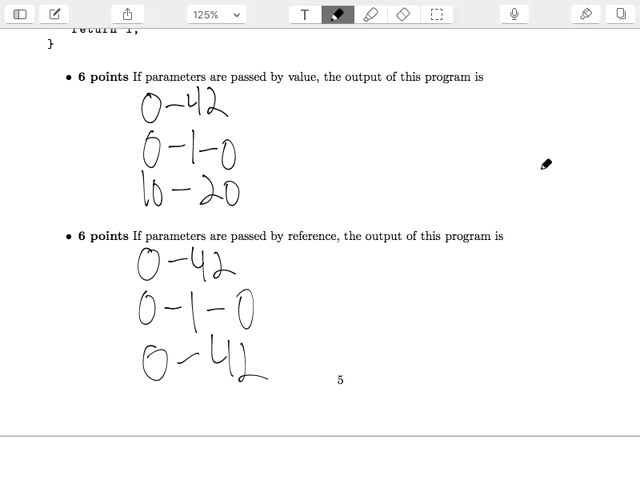 125%
T
return 1;
}
• 6 points If parameters are passed by value, the output of this program is
0-42
0-1-0
10-20
• 6 points If parameters are passed by reference, the output of this program is
0-42
0-1-0
0-42
5